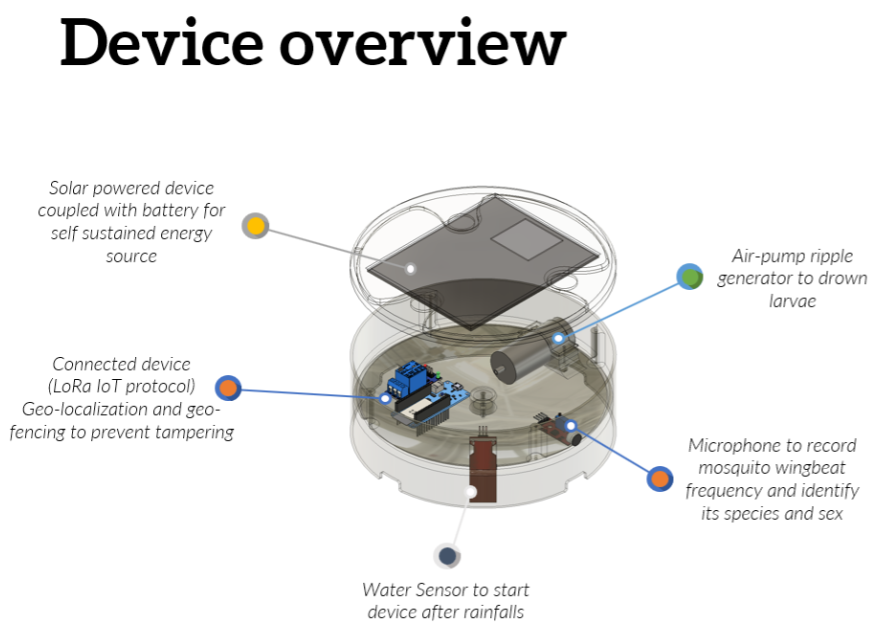 Device overview
Solar powered device
coupled with battery for
self sustained energy
source
Air-pump ripple
generator to drown
larvae
Connected device
(LoRa IoT protocol)
Geo-localization and geo-
fencing to prevent tampering
Microphone to record
mosquito wingbeat
frequency and identify
its species and sex
Water Sensor to start
device after rainfalls